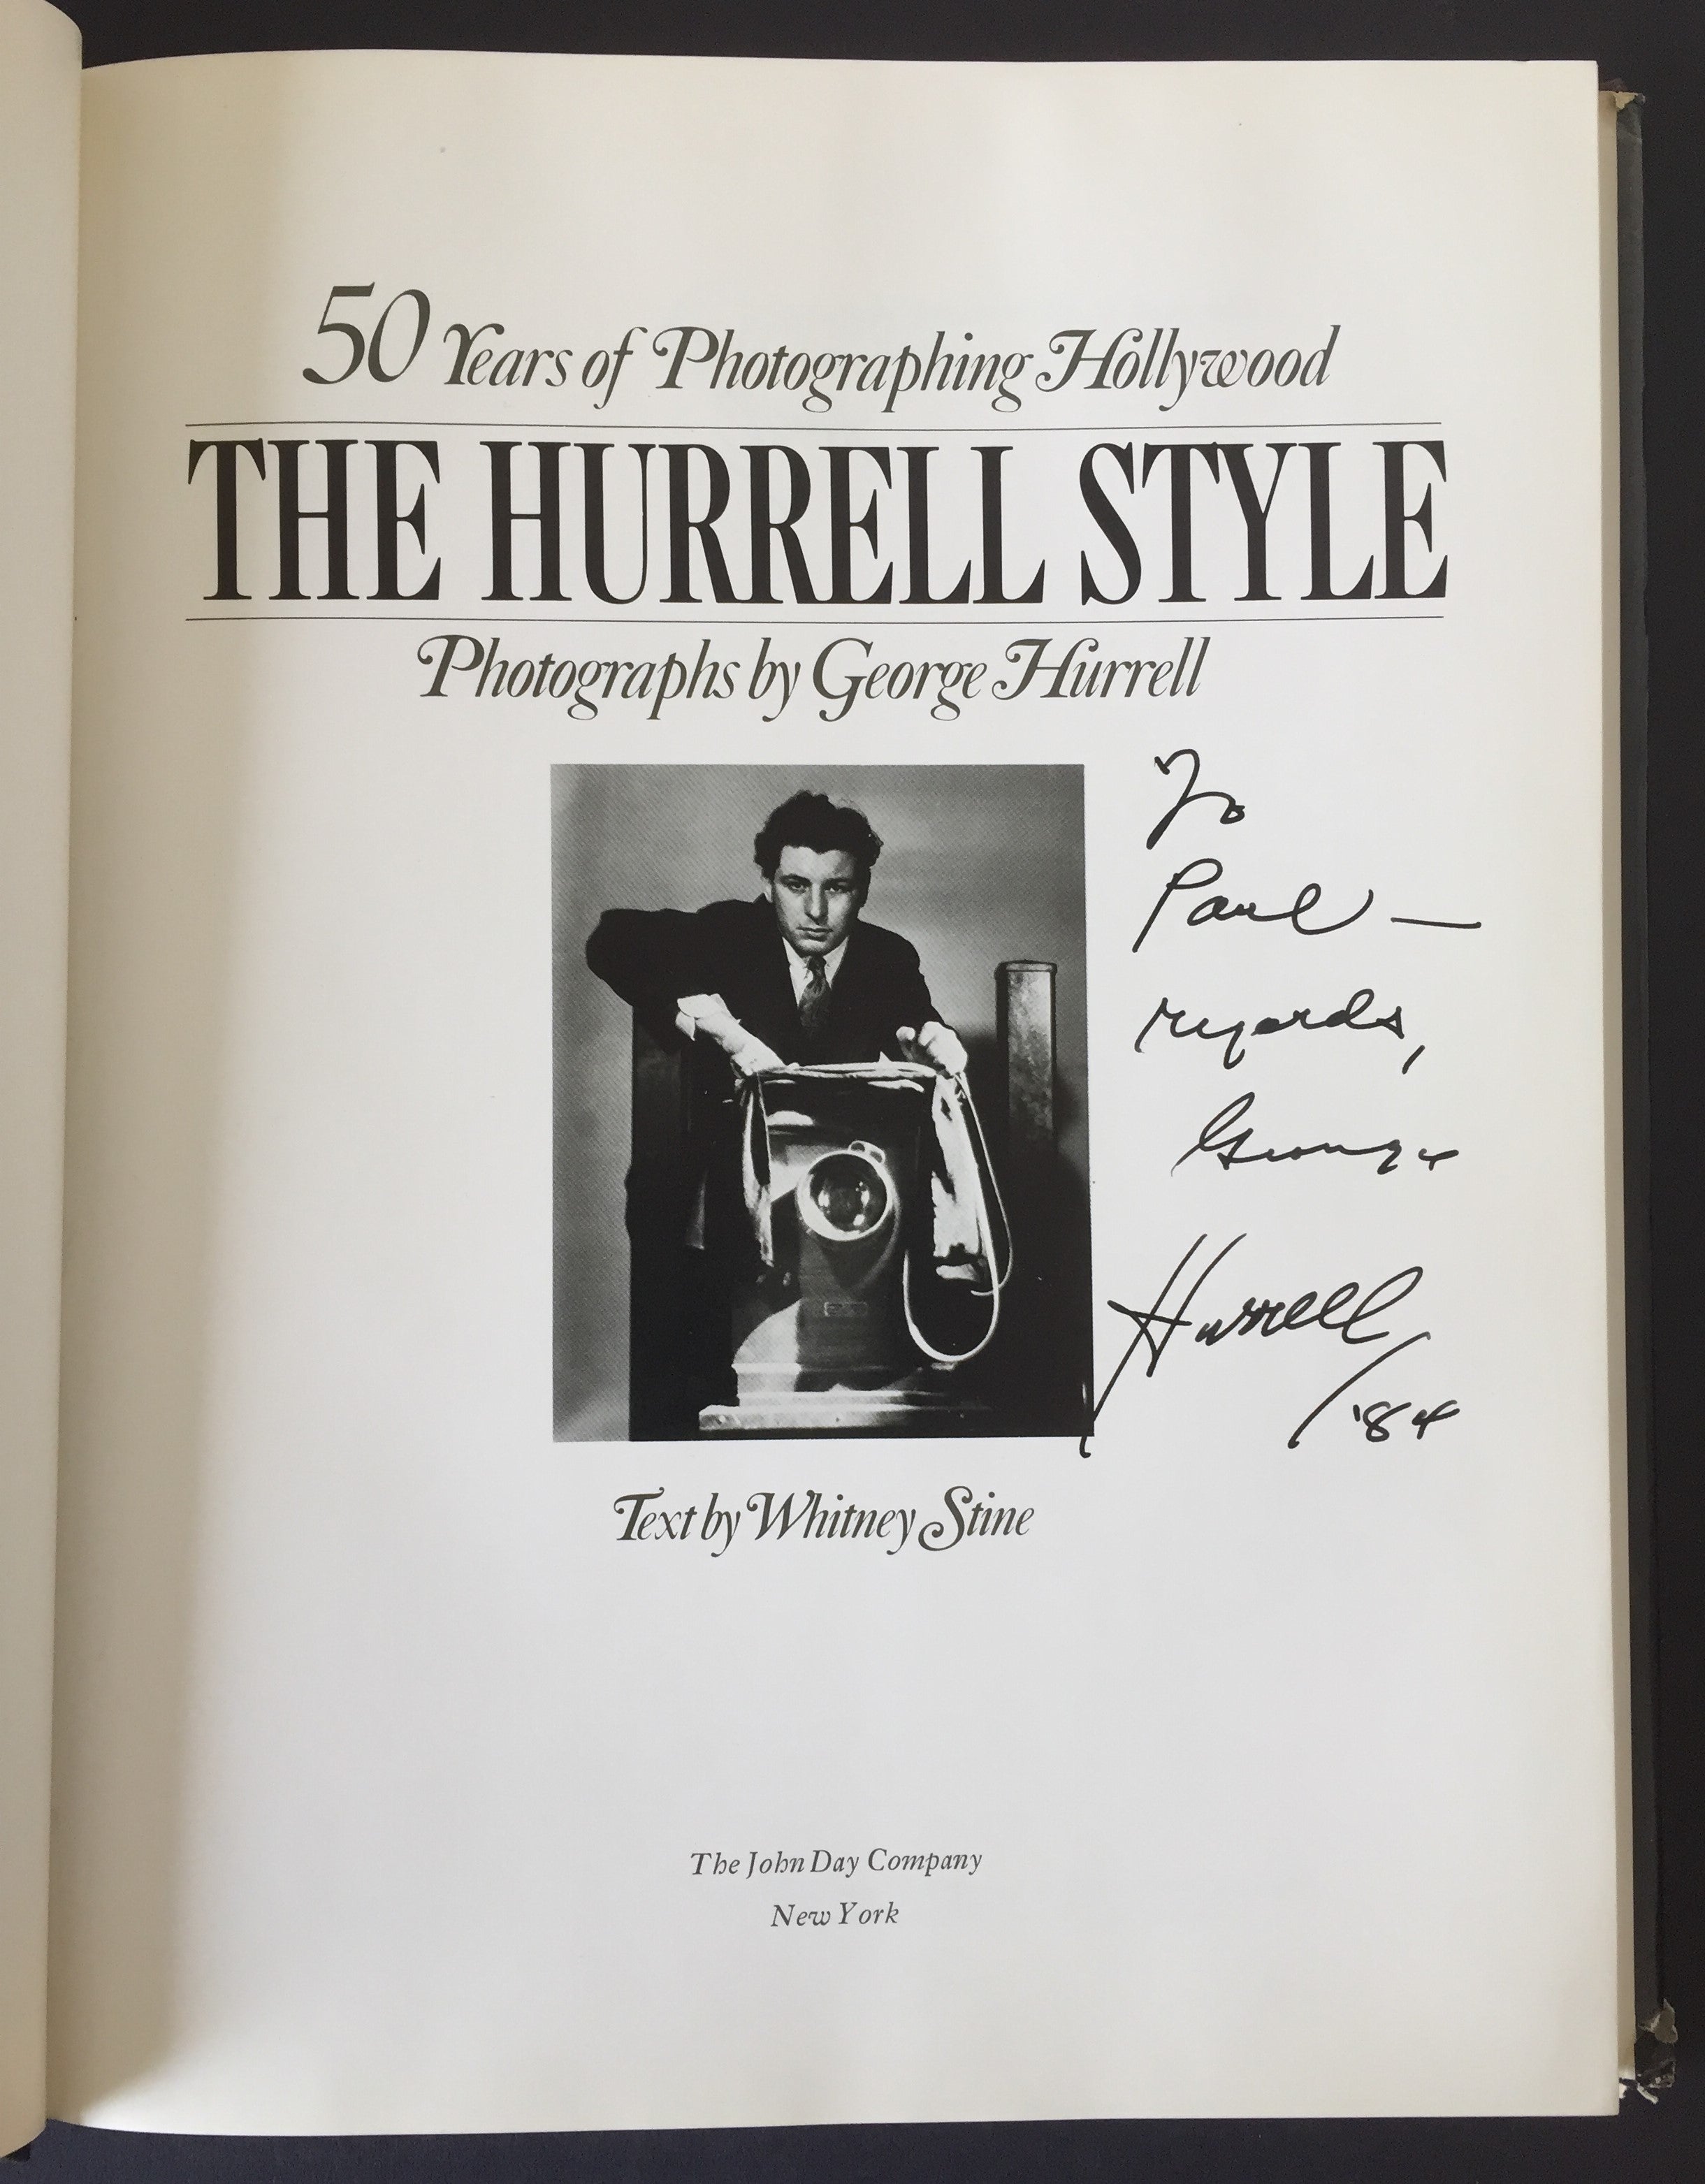 50 Years of Photographing Hollywood
THE HURRELL STYLE
Photographs by George Hurrell
To
Paul —
regards,
George
Hurrell
/'84
Text by Whitney Stine
The John Day Company
New York